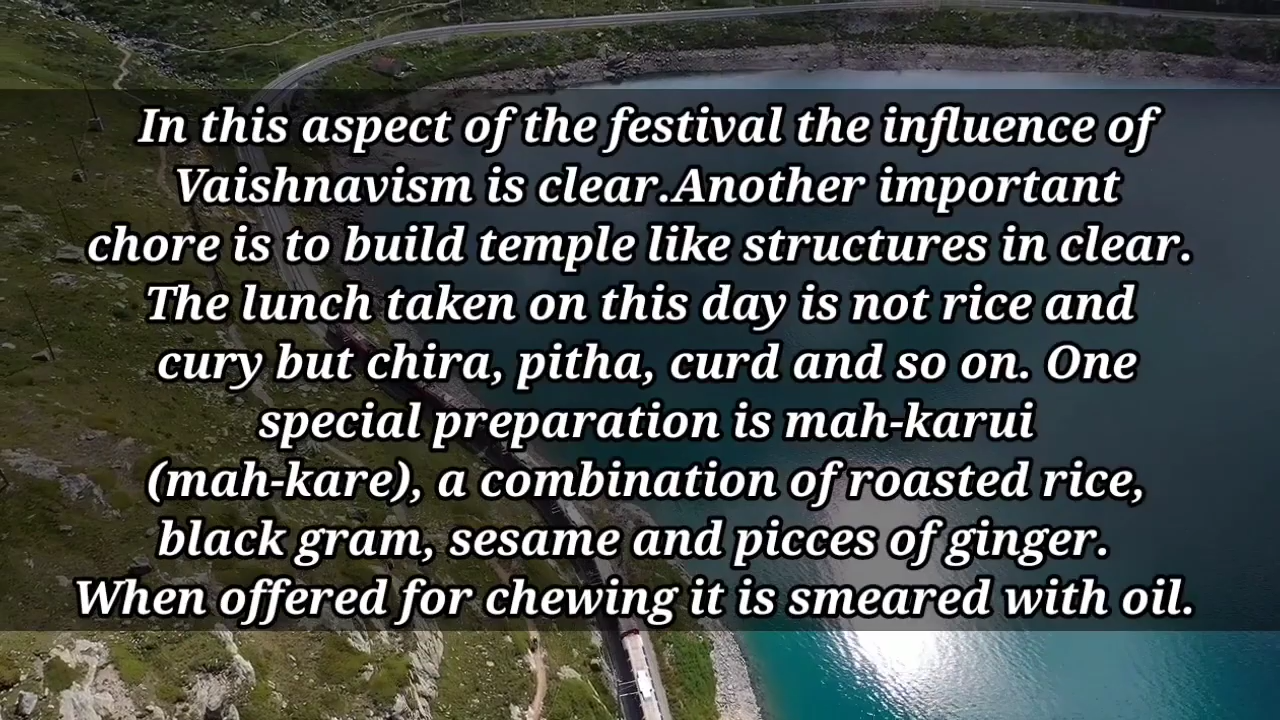 In this aspect of the festival the influence of
Vaishnavism is clear.Another important
chore is to build temple like structures in clear.
The lunch taken on this day is not rice and
cury but chira, pitha, curd and so on. One
special preparation is mah-karui
(mah-kare), a combination of roasted rice,
black gram, sesame and picces of ginger.
When offered for chewing it is smeared with oil.